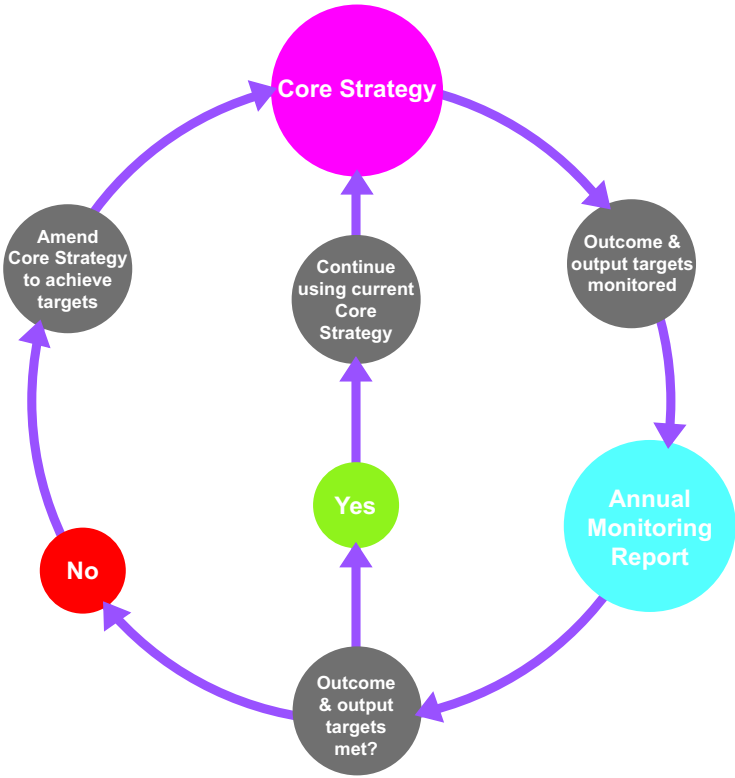 Core Strategy
Outcome &
output targets
monitored
Annual
Monitoring
Report
Outcome
& output
targets
met?
Yes
Continue
using current
Core
Strategy
No
Amend
Core Strategy
to achieve
targets